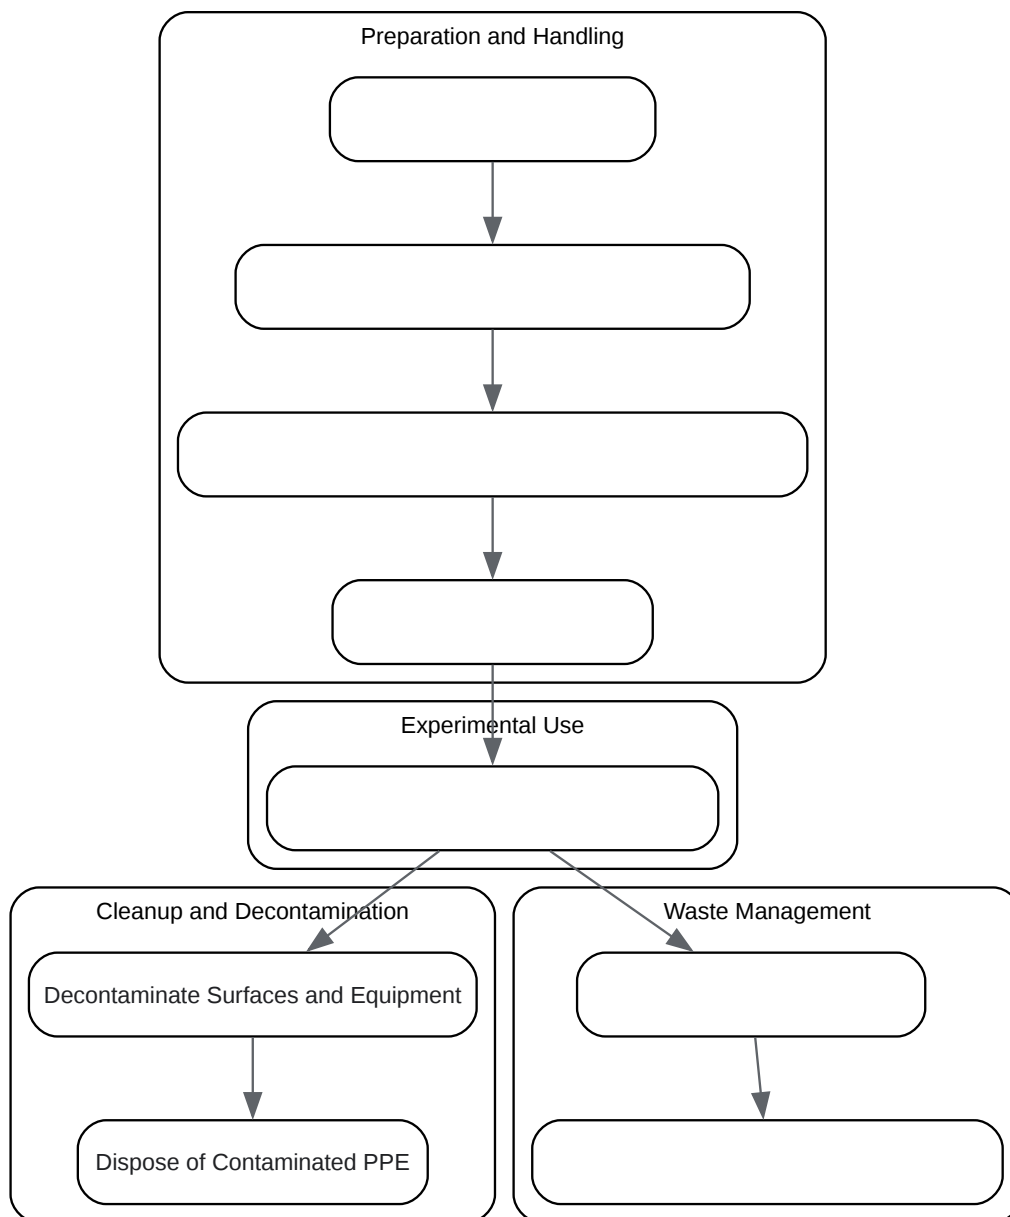 Preparation and Handling
Experimental Use
Cleanup and Decontamination
Waste Management
Decontaminate Surfaces and Equipment
Dispose of Contaminated PPE